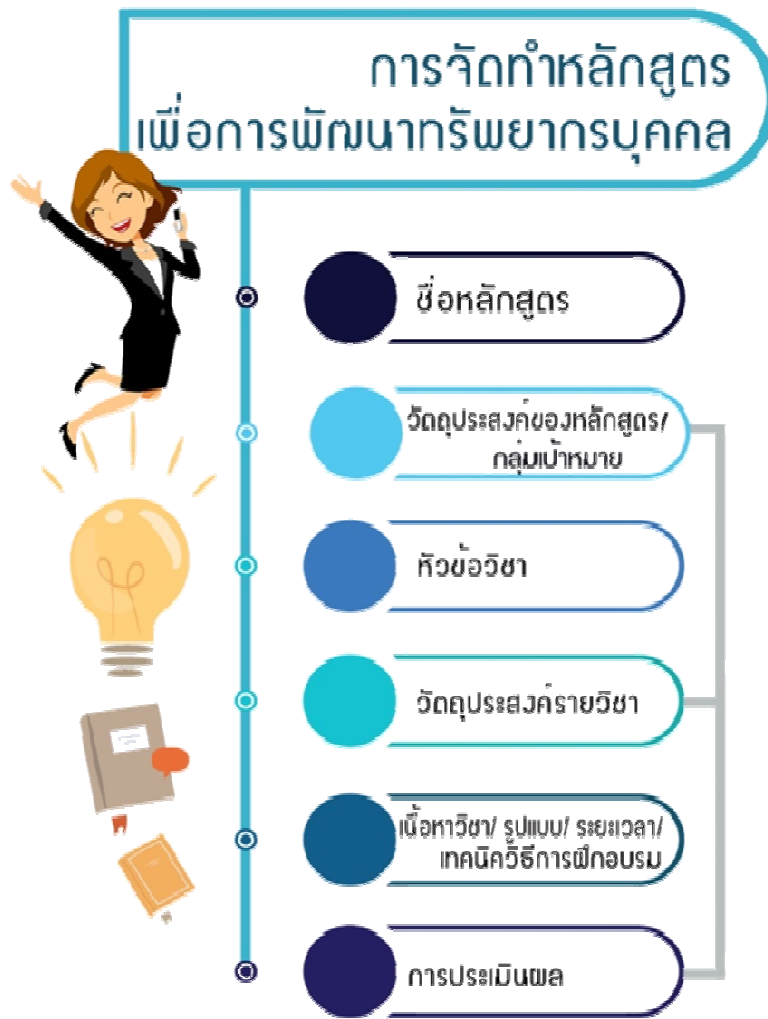 การจัดทำหลักสูตร
เพื่อการพัฒนาทรัพยากรบุคคล
ชื่อหลักสูตร
วัตถุประสงค์ของหลักสูตร/
กลุ่มเป้าหมาย
หัวข้อวิชา
วัตถุประสงค์รายวิชา
เนื้อหาวิชา/ รูปแบบ/ ระยะเวลา/
เทคนิควิธีการฝึกอบรม
การประเมินผล